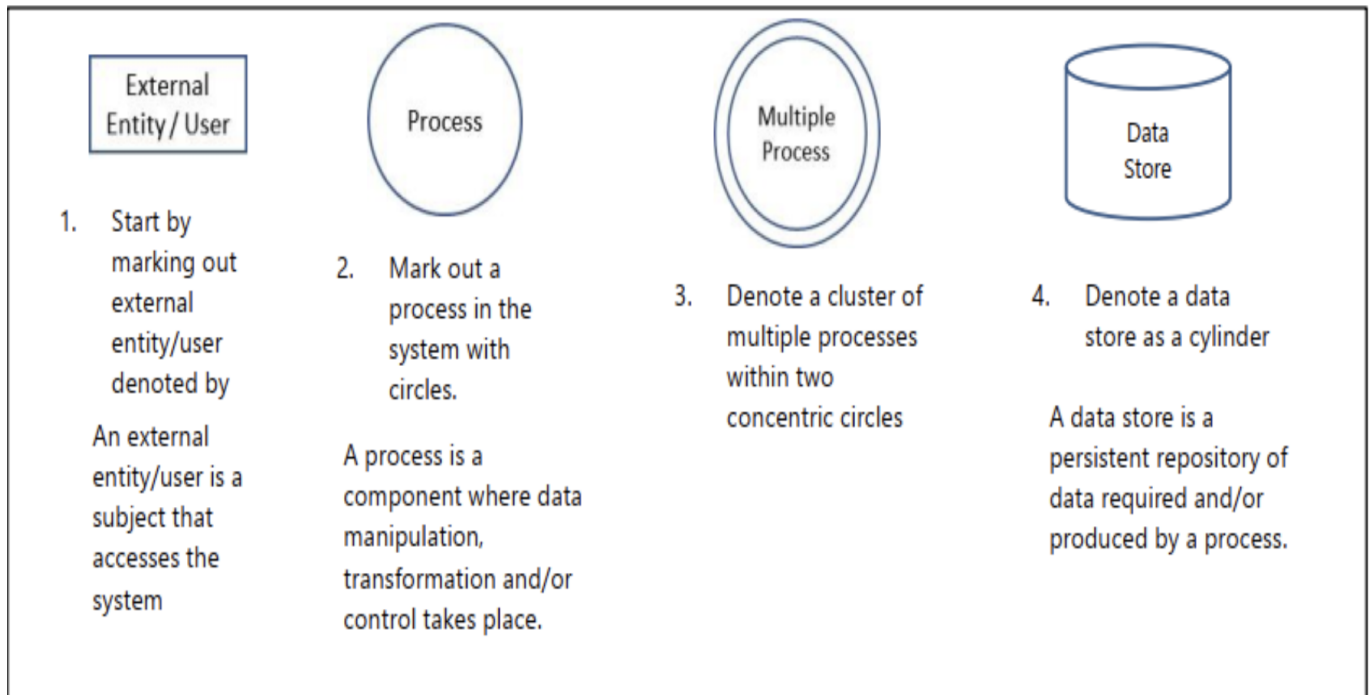 External
Entity / User
Process
Multiple
Process
Data
Store
1. Start by
marking out
external
entity/user
denoted by
An external
entity/user is a
subject that
accesses the
system
2. Mark out a
process in the
system with
circles.
A process is a
component where data
manipulation,
transformation and/or
control takes place.
3. Denote a cluster of
multiple processes
within two
concentric circles
4. Denote a data
store as a cylinder
A data store is a
persistent repository of
data required and/or
produced by a process.